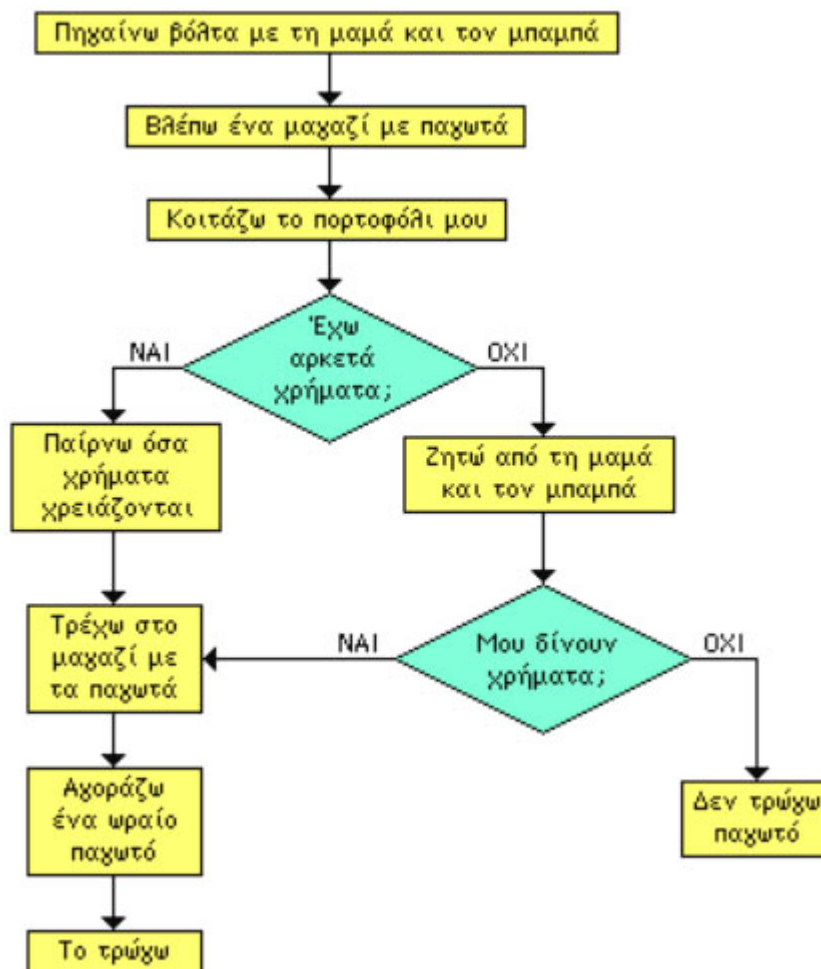 Πηγαίνω βόλτα με τη μαμά και τον μπαμπά
Βλέπω ένα μαγαζί με παγωτά
Κοιτάζω το πορτοφόλι μου
Έχω
αρκετά
χρήματα;
ΝΑΙ
ΟΧΙ
Παίρνω όσα
χρήματα
χρειάζονται
Ζητώ από τη μαμά
και τον μπαμπά
Τρέχω στο
μαγαζί με
τα παγωτά
ΝΑΙ
Μου δίνουν
χρήματα;
ΟΧΙ
Αγοράζω
ένα ωραίο
παγωτό
Δεν τρώγω
παγωτό
Το τρώγω